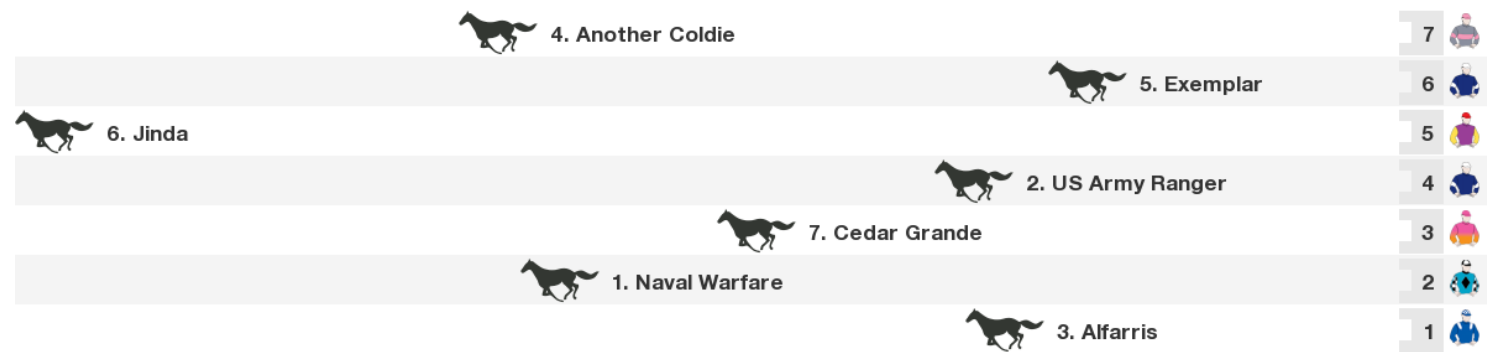 4. Another Coldie 7
5. Exemplar 6
6. Jinda 5
2. US Army Ranger 4
7. Cedar Grande 3
1. Naval Warfare 2
3. Alfarris 1